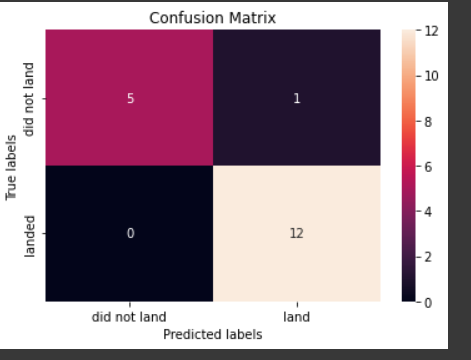 Confusion Matrix
True labels
did not land
5
1
landed
0
12
did not land
land
Predicted labels
12
10
8
6
4
2
0